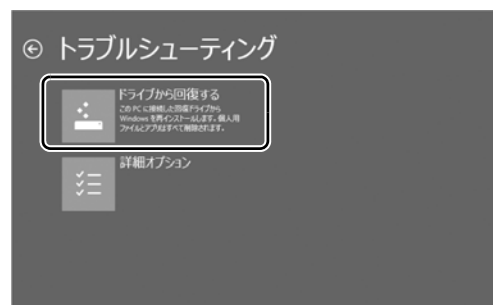 トラブルシューティング
ドライブから回復する
この PC に接続した回復ドライブから
Windows を再インストールします。個人用
ファイルとアプリはすべて削除されます。
詳細オプション